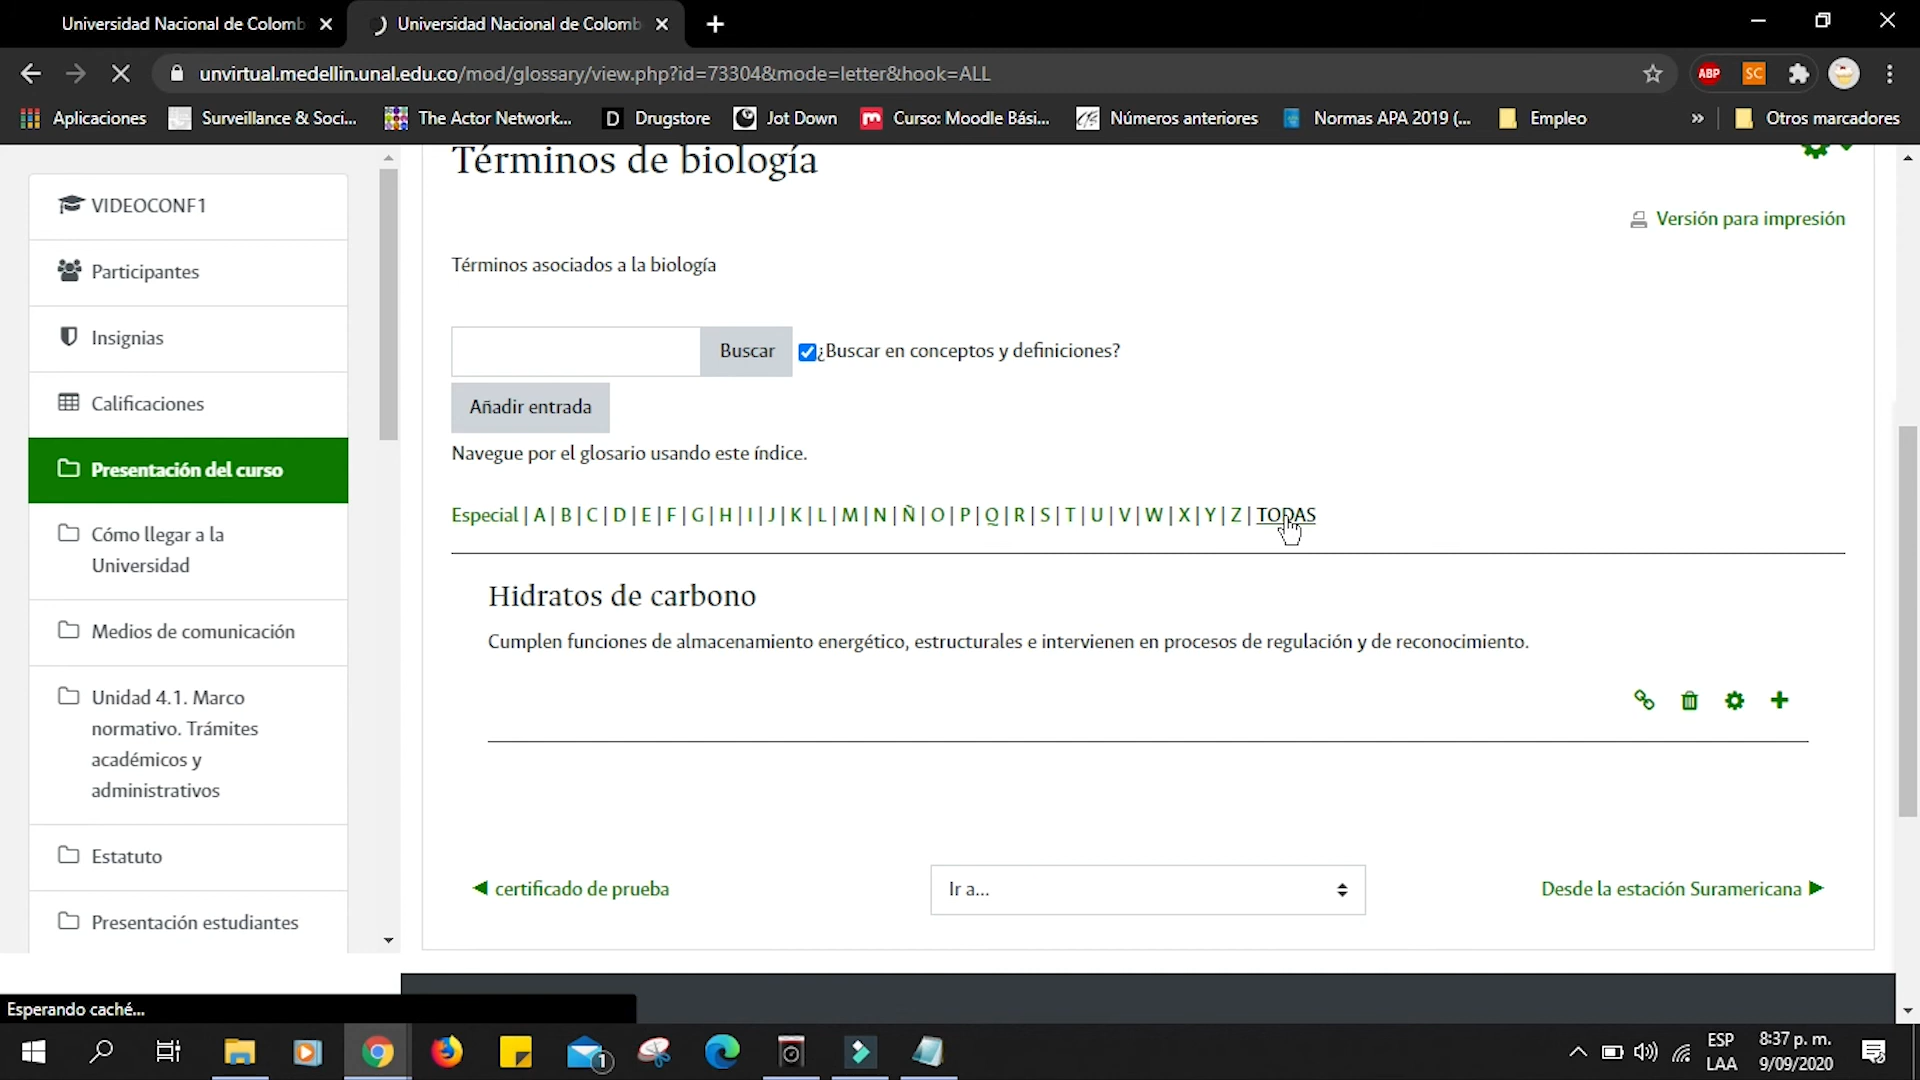 Universidad Nacional de Colomb
Universidad Nacional de Colomb
unvirtual.medellin.unal.edu.co/mod/glossary/view.php?id=73304&mode=letter&hook=ALL
ABP
SC
Aplicaciones
Surveillance & Soci...
The Actor Network...
D Drugstore
Jot Down
m Curso: Moodle Bási...
Números anteriores
Normas APA 2019 (...
Empleo
»
Otros marcadores
VIDEOCONF1
Participantes
Insignias
Calificaciones
Presentación del curso
Cómo llegar a la
Universidad
Medios de comunicación
Unidad 4.1. Marco
normativo. Trámites
académicos y
administrativos
Estatuto
Presentación estudiantes
Términos de biología
Versión para impresión
Términos asociados a la biología
Buscar
¿Buscar en conceptos y definiciones?
Añadir entrada
Navegue por el glosario usando este índice.
Especial | A | B | C | D | E | F | G | H | I | J | K | L | M | N | Ñ | O | P | Q | R | S | T | U | V | W | X | Y | Z | TODAS
Hidratos de carbono
Cumplen funciones de almacenamiento energético, estructurales e intervienen en procesos de regulación y de reconocimiento.
◀ certificado de prueba
Ir a...
Desde la estación Suramericana ▶
Esperando caché...
1
ESP
LAA
8:37 p. m.
9/09/2020